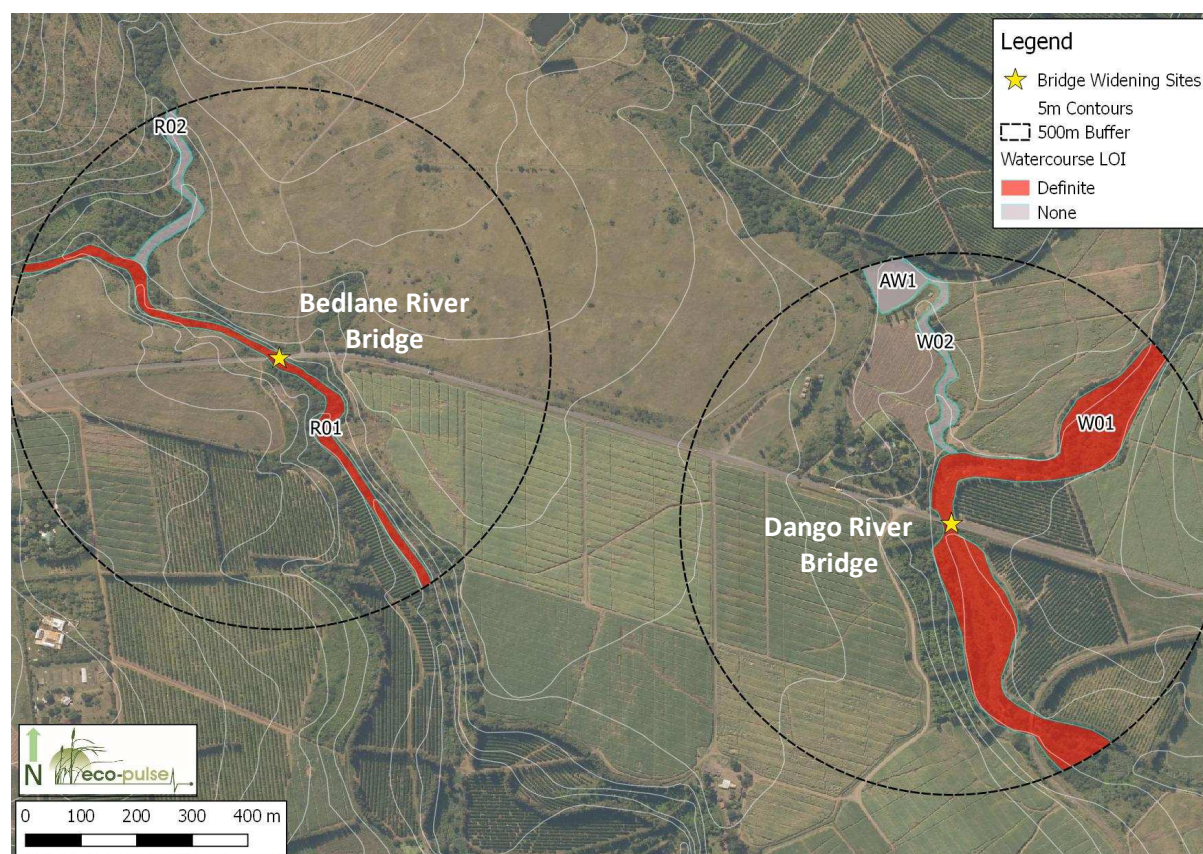 Legend
Bridge Widening Sites
5m Contours
500m Buffer
Watercourse LOI
Definite
None
R02
Bedlane River
Bridge
R01
AW1
W02
W01
Dango River
Bridge
N
eco-pulse
0 100 200 300 400 m